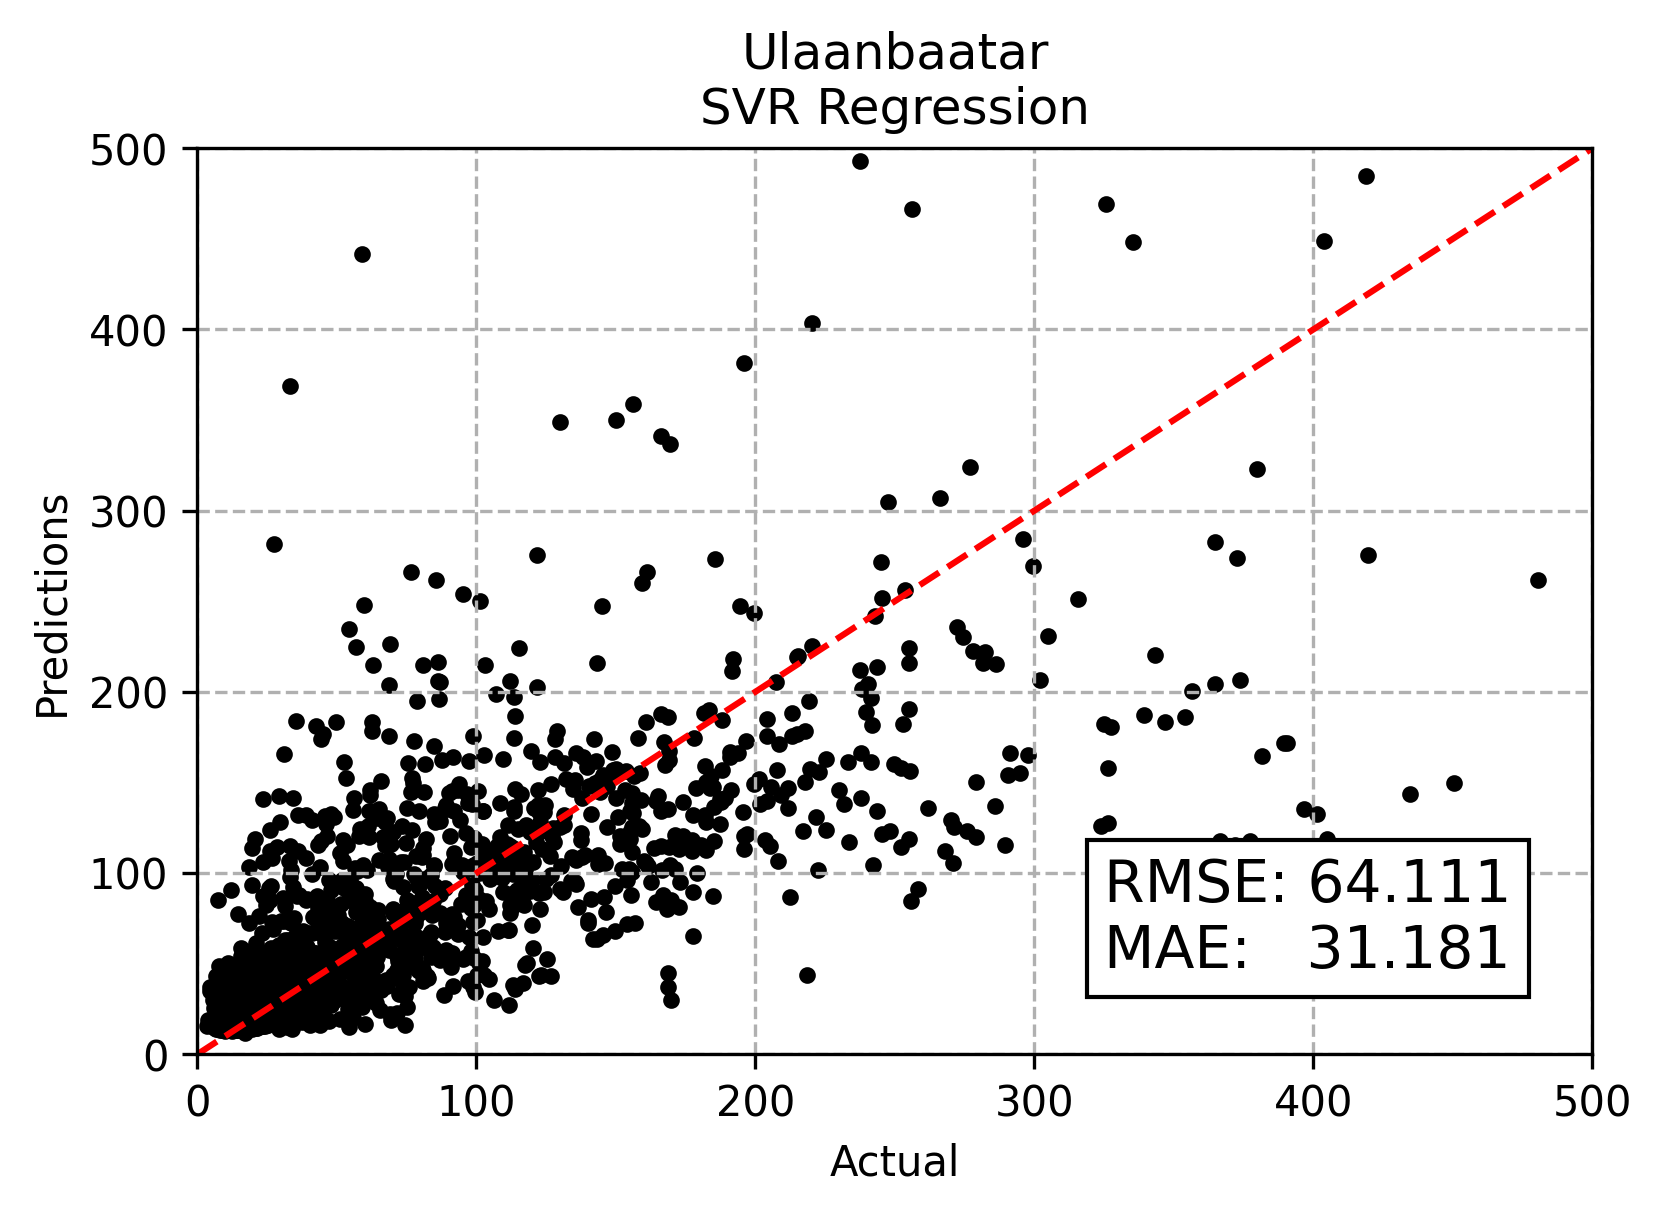 Ulaanbaatar
SVR Regression
500
400
300
200
100
0
Predictions
RMSE: 64.111
MAE: 31.181
0 100 200 300 400 500
Actual